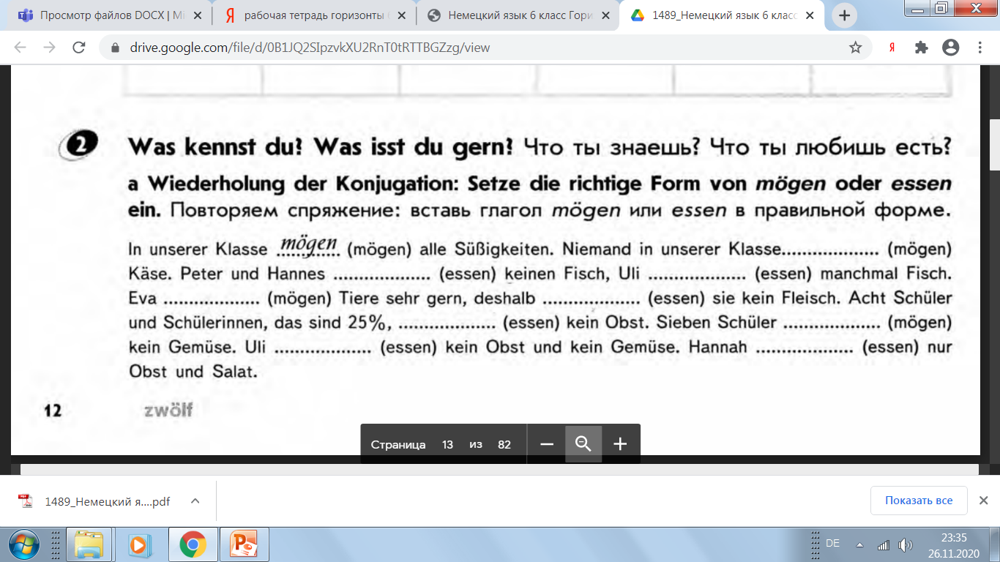 Просмотр файлов DOCX | Mi
рабочая тетрадь горизонты
Немецкий язык 6 класс Гори
1489_Немецкий язык 6 класс
drive.google.com/file/d/0B1JQ2SIpzvkXU2RnT0tRTTBGZzg/view
2 Was kennst du? Was isst du gern? Что ты знаешь? Что ты любишь есть?
a Wiederholung der Konjugation: Setze die richtige Form von mögen oder essen
ein. Повторяем спряжение: вставь глагол mögen или essen в правильной форме.
In unserer Klasse mögen (mögen) alle Süßigkeiten. Niemand in unserer Klasse................... (mögen)
Käse. Peter und Hannes ................... (essen) keinen Fisch, Uli ................... (essen) manchmal Fisch.
Eva ................... (mögen) Tiere sehr gern, deshalb ................... (essen) sie kein Fleisch. Acht Schüler
und Schülerinnen, das sind 25%, ................... (essen) kein Obst. Sieben Schüler ................... (mögen)
kein Gemüse. Uli ................... (essen) kein Obst und kein Gemüse. Hannah ................... (essen) nur
Obst und Salat.
12 zwölf
Страница 13 из 82
1489_Немецкий я....pdf
Показать все
DE
23:35
26.11.2020